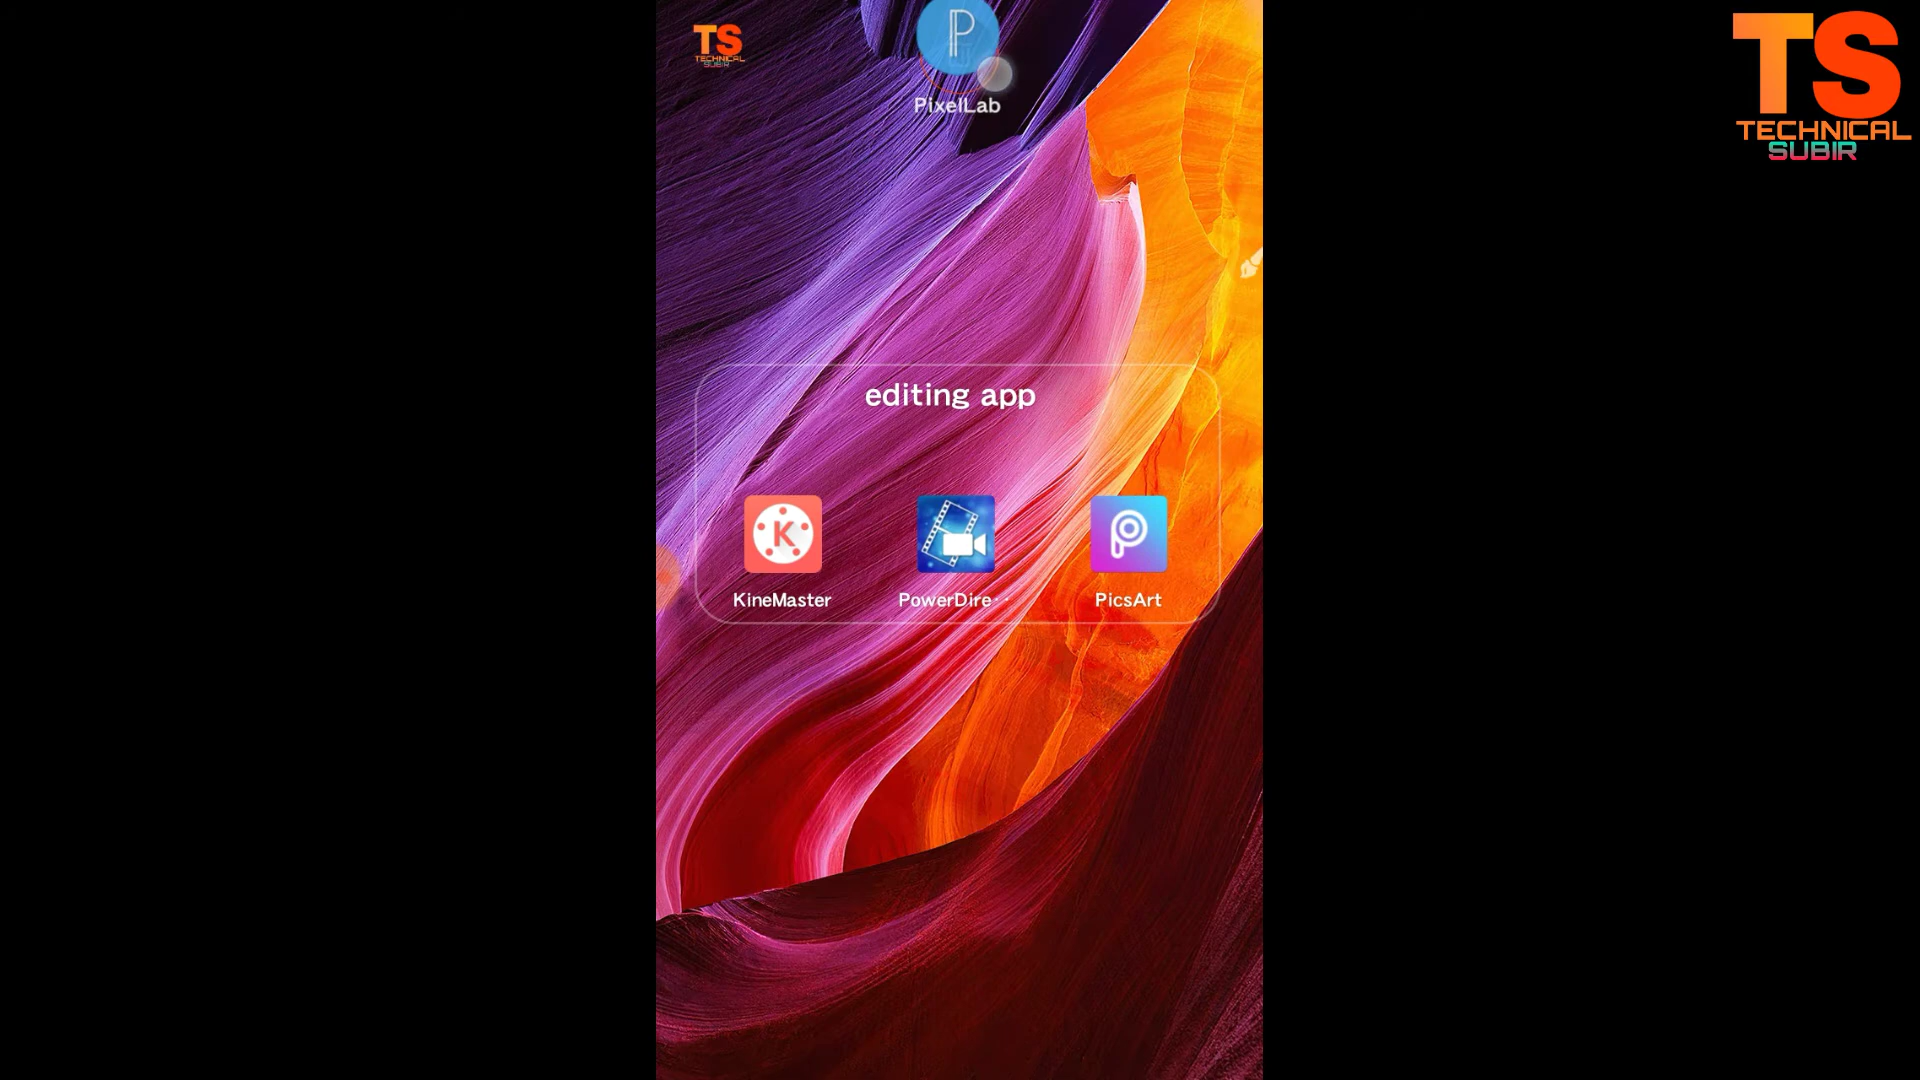 TS
TECHNICAL
SUBIR
PixelLab
TS
TECHNICAL
SUBIR
editing app
KineMaster
PowerDire··
PicsArt